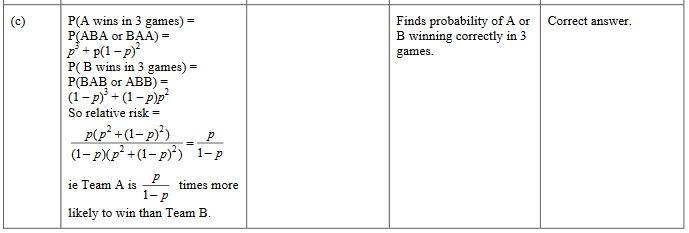 (c)
P(A wins in 3 games) =
P(ABA or BAA) =
p³ + p(1 – p)²
P( B wins in 3 games) =
P(BAB or ABB) =
(1 – p)³ + (1 – p)p²
So relative risk =
p(p² + (1 – p)²) / (1 – p)(p² + (1 – p)²) = p / 1 – p
ie Team A is p / 1 – p times more
likely to win than Team B.
Finds probability of A or
B winning correctly in 3
games.
Correct answer.